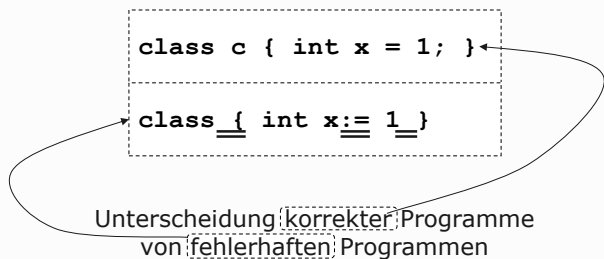 class c { int x = 1; }
class { int x:= 1 }
Unterscheidung korrekter Programme
von fehlerhaften Programmen